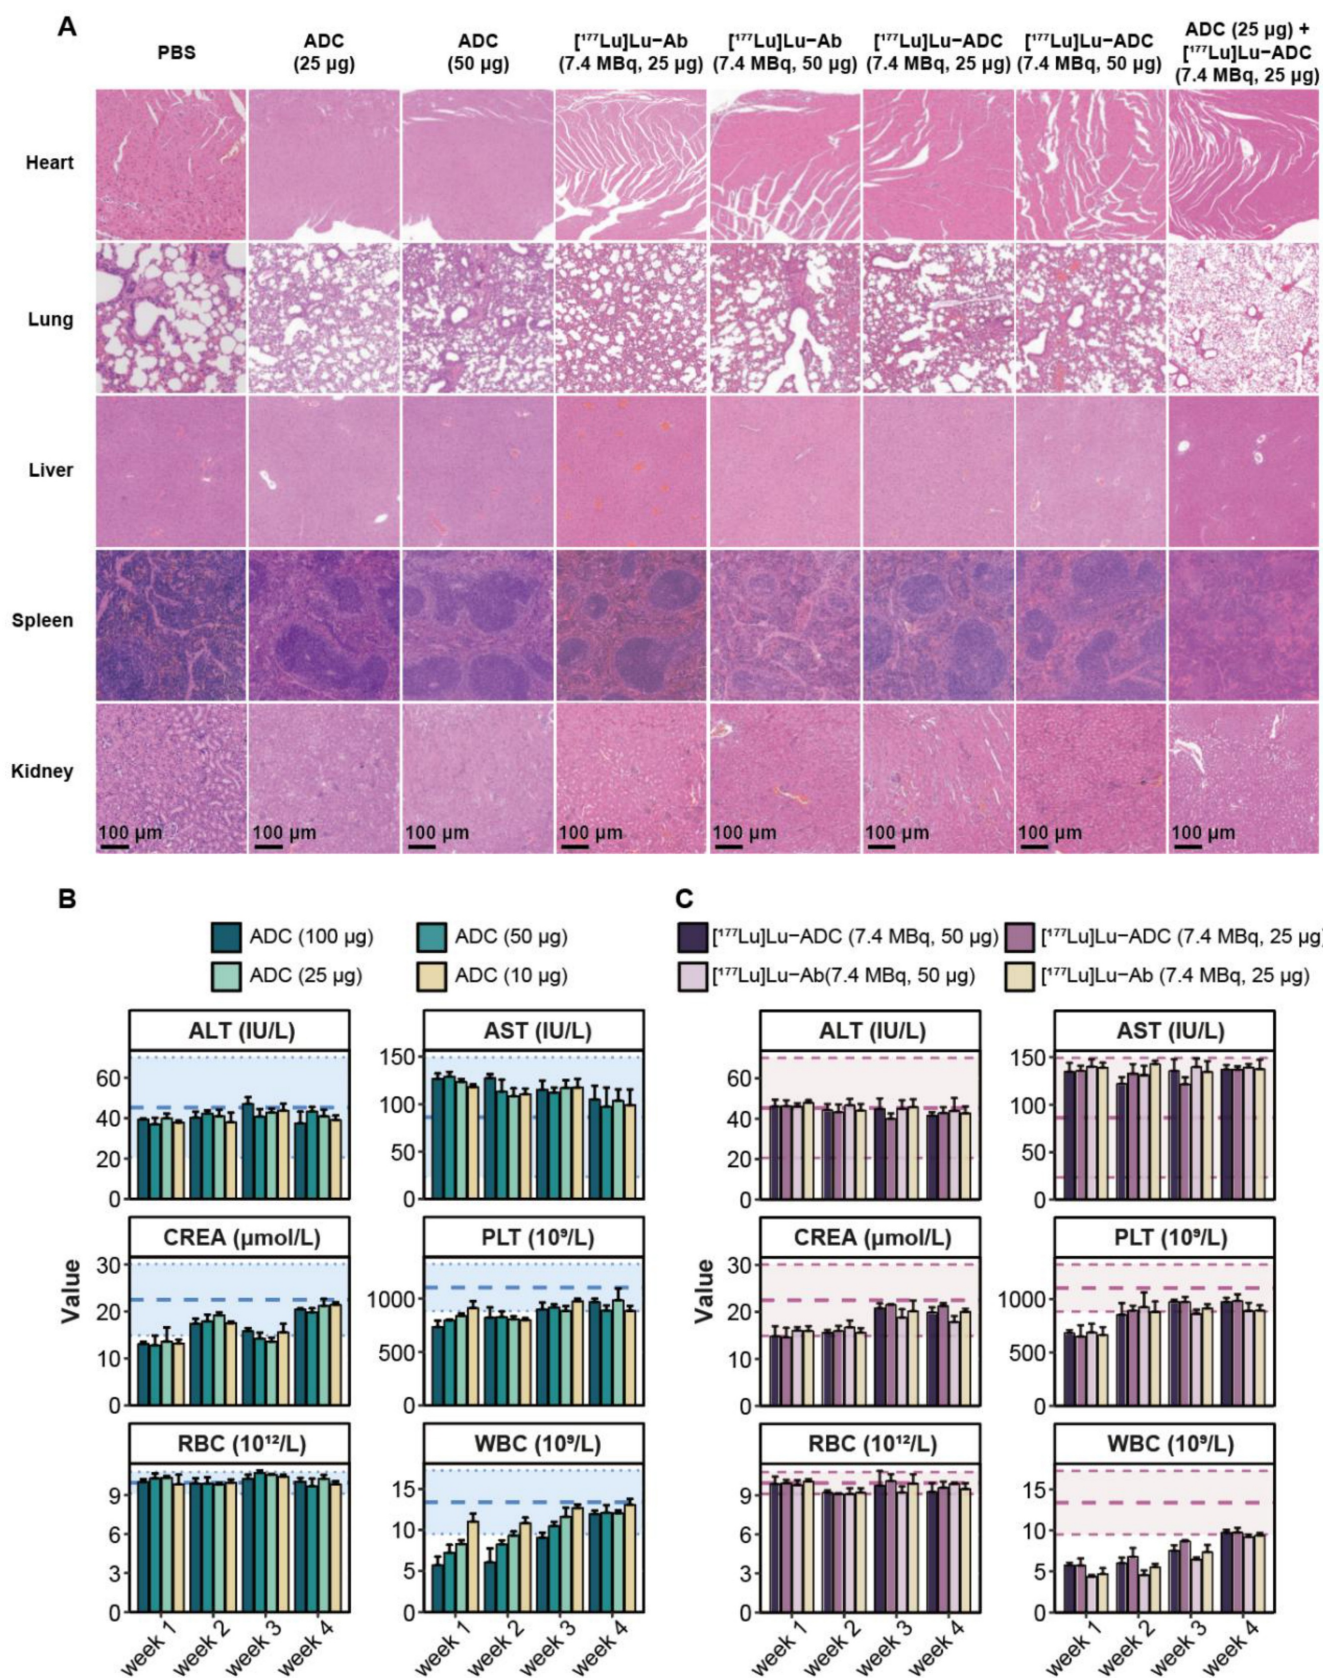 A
PBS
ADC
(25 µg)
ADC
(50 µg)
[¹⁷⁷Lu]Lu−Ab
(7.4 MBq, 25 µg)
[¹⁷⁷Lu]Lu−Ab
(7.4 MBq, 50 µg)
[¹⁷⁷Lu]Lu−ADC
(7.4 MBq, 25 µg)
[¹⁷⁷Lu]Lu−ADC
(7.4 MBq, 50 µg)
ADC (25 µg) +
[¹⁷⁷Lu]Lu−ADC
(7.4 MBq, 25 µg)
Heart
Lung
Liver
Spleen
Kidney
100 µm 100 µm 100 µm 100 µm 100 µm 100 µm 100 µm 100 µm
B
ADC (100 µg) ADC (50 µg)
ADC (25 µg) ADC (10 µg)
ALT (IU/L) AST (IU/L)
60
40
20
0
150
100
50
0
CREA (µmol/L) PLT (10⁹/L)
30
20
10
0
1000
500
0
Value
RBC (10¹²/L) WBC (10⁹/L)
9
6
3
0
15
10
5
0
week 1 week 2 week 3 week 4
week 1 week 2 week 3 week 4
C
[¹⁷⁷Lu]Lu−ADC (7.4 MBq, 50 µg) [¹⁷⁷Lu]Lu−ADC (7.4 MBq, 25 µg)
[¹⁷⁷Lu]Lu−Ab(7.4 MBq, 50 µg) [¹⁷⁷Lu]Lu−Ab (7.4 MBq, 25 µg)
ALT (IU/L) AST (IU/L)
60
40
20
0
150
100
50
0
CREA (µmol/L) PLT (10⁹/L)
30
20
10
0
1000
500
0
Value
RBC (10¹²/L) WBC (10⁹/L)
9
6
3
0
15
10
5
0
week 1 week 2 week 3 week 4
week 1 week 2 week 3 week 4